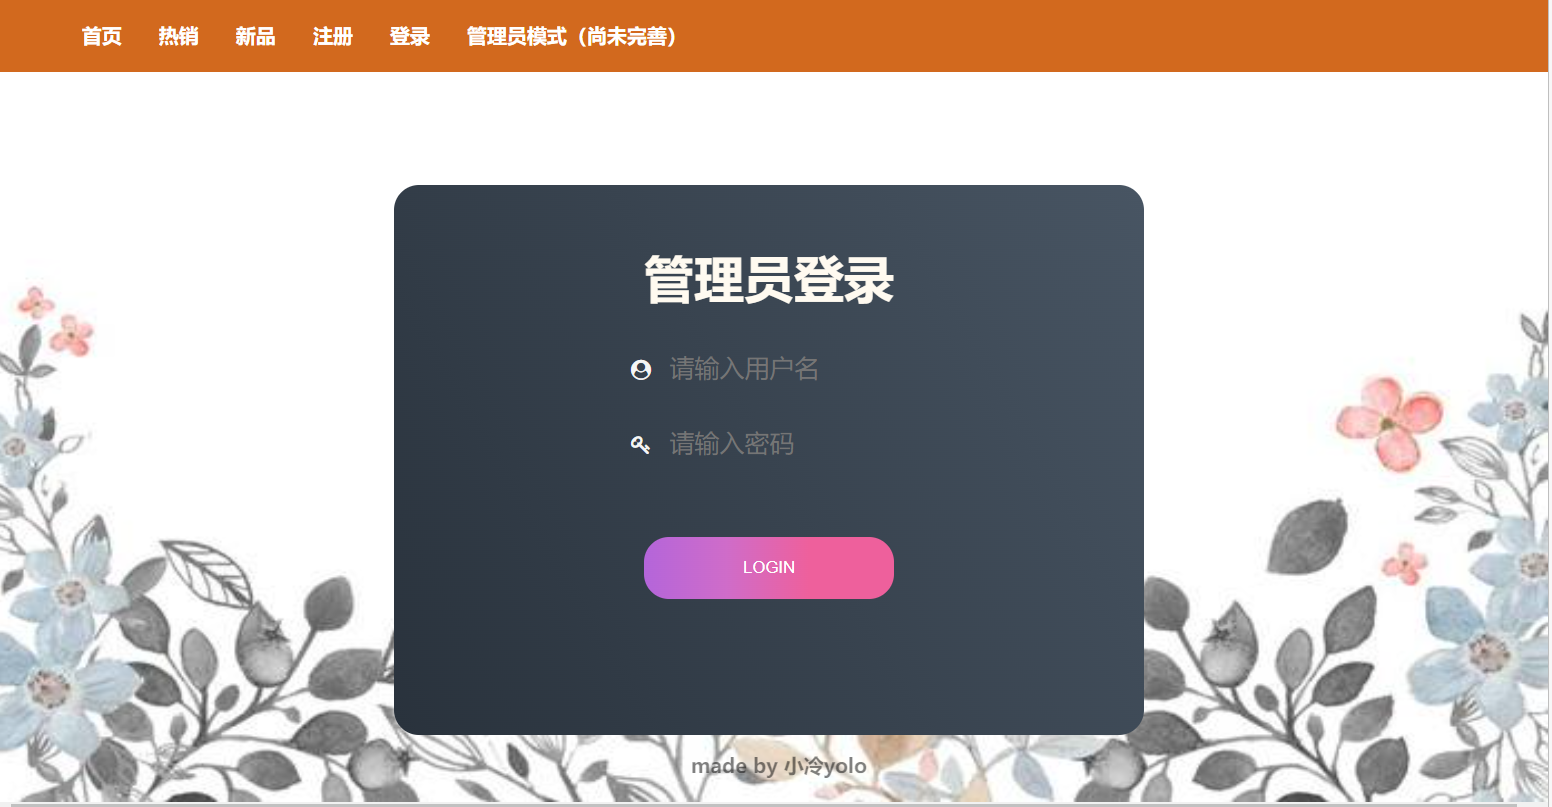 首页 热销 新品 注册 登录 管理员模式（尚未完善）
管理员登录
请输入用户名
请输入密码
LOGIN
made by 小冷yolo